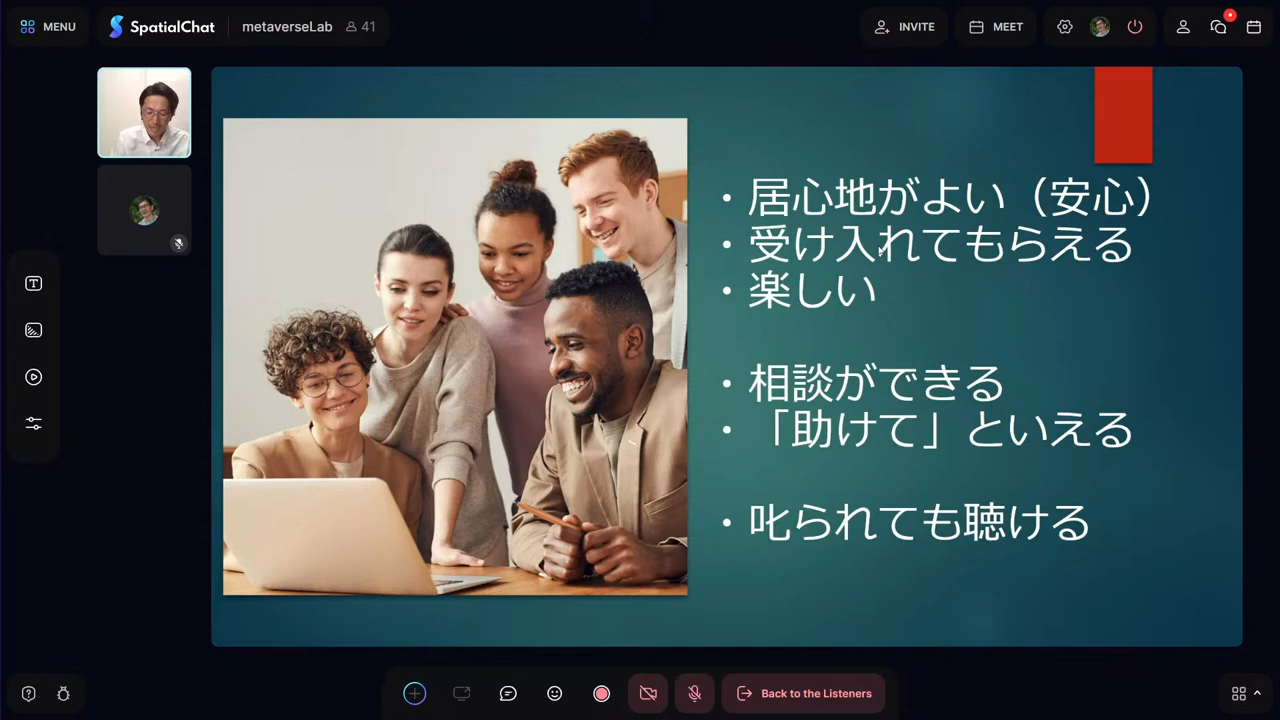 MENU
SpatialChat
metaverseLab
41
INVITE
MEET
・居心地がよい（安心）
・受け入れてもらえる
・楽しい
・相談ができる
・「助けて」といえる
・叱られても聴ける
Back to the Listeners